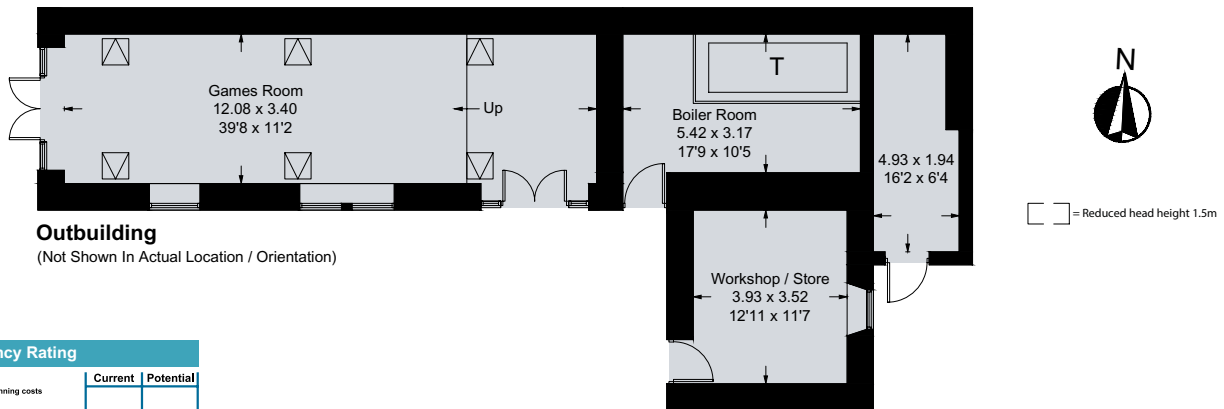 Games Room
12.08 x 3.40
39'8 x 11'2
Up
T
Boiler Room
5.42 x 3.17
17'9 x 10'5
4.93 x 1.94
16'2 x 6'4
N
= Reduced head height 1.5m
Outbuilding
(Not Shown In Actual Location / Orientation)
Workshop / Store
3.93 x 3.52
12'11 x 11'7
ncy Rating
Current Potential
nning costs